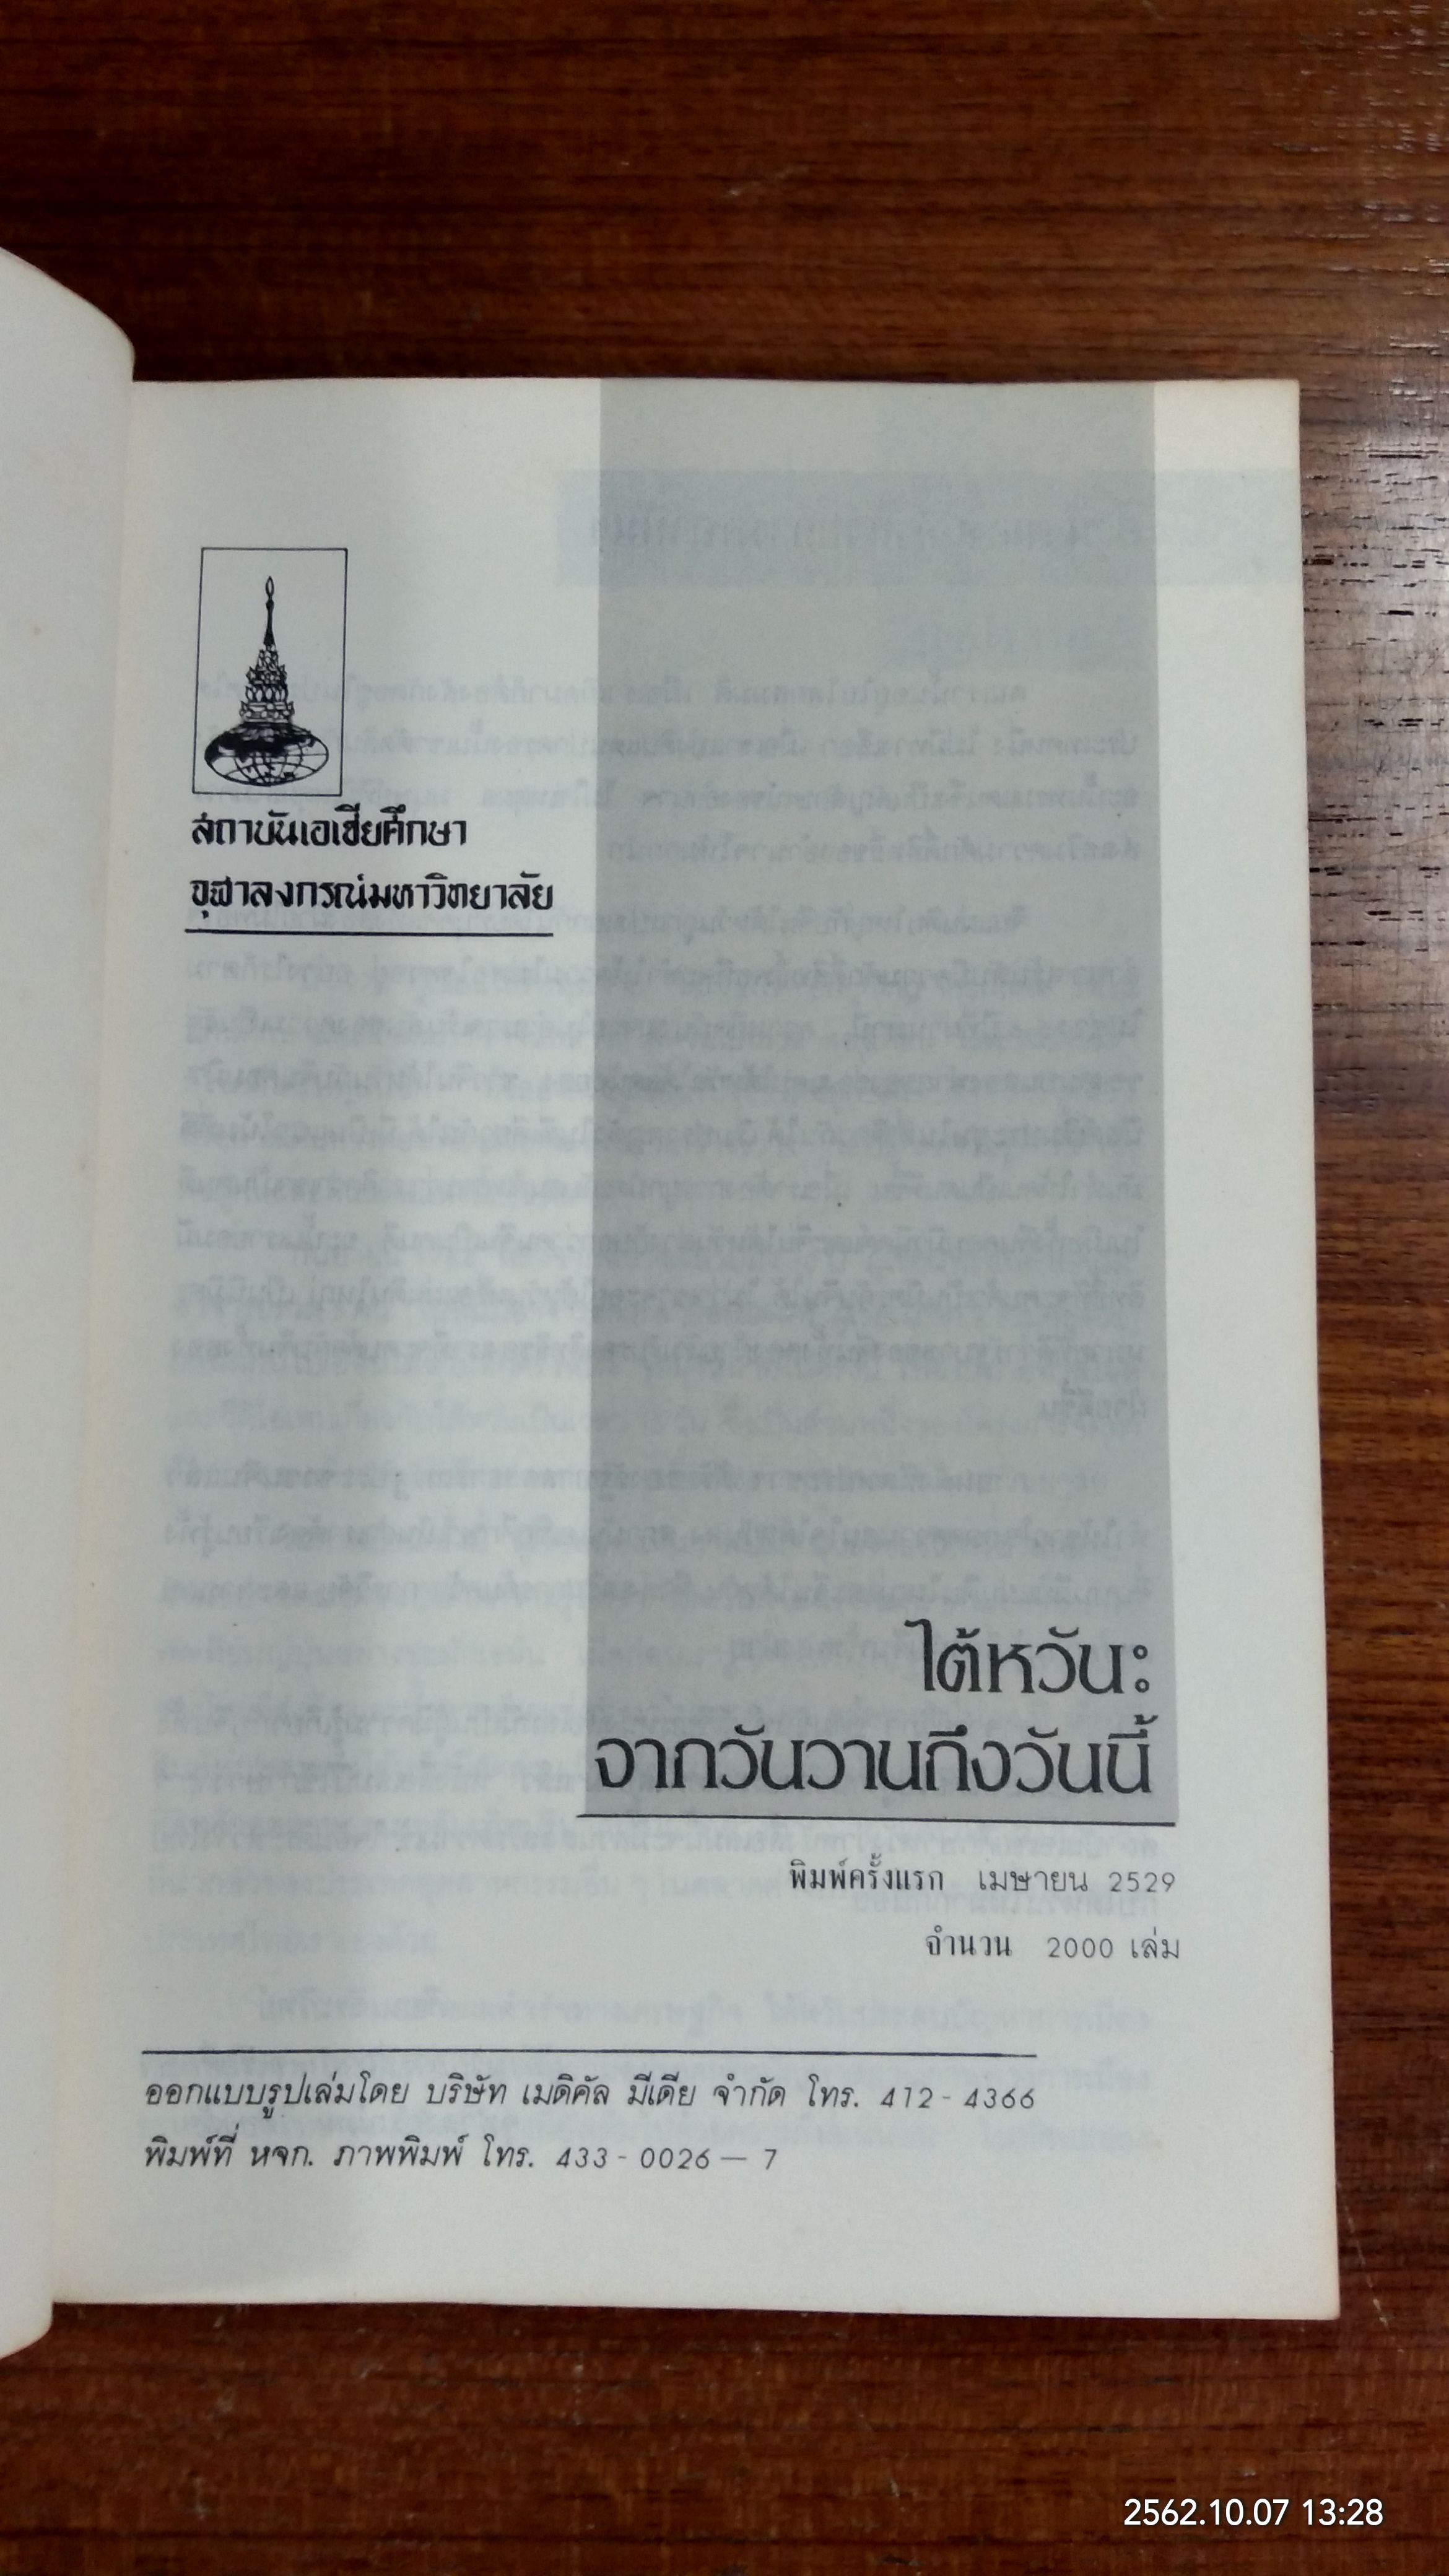 สถาบันเอเชียศึกษา
จุฬาลงกรณ์มหาวิทยาลัย
ไต้หวัน:
จากวันวานถึงวันนี้
พิมพ์ครั้งแรก เมษายน 2529
จำนวน 2000 เล่ม
ออกแบบรูปเล่มโดย บริษัท เมดิคัล มีเดีย จำกัด โทร. 412-4366
พิมพ์ที่ หจก. ภาพพิมพ์ โทร. 433-0026—7
2562.10.07 13:28